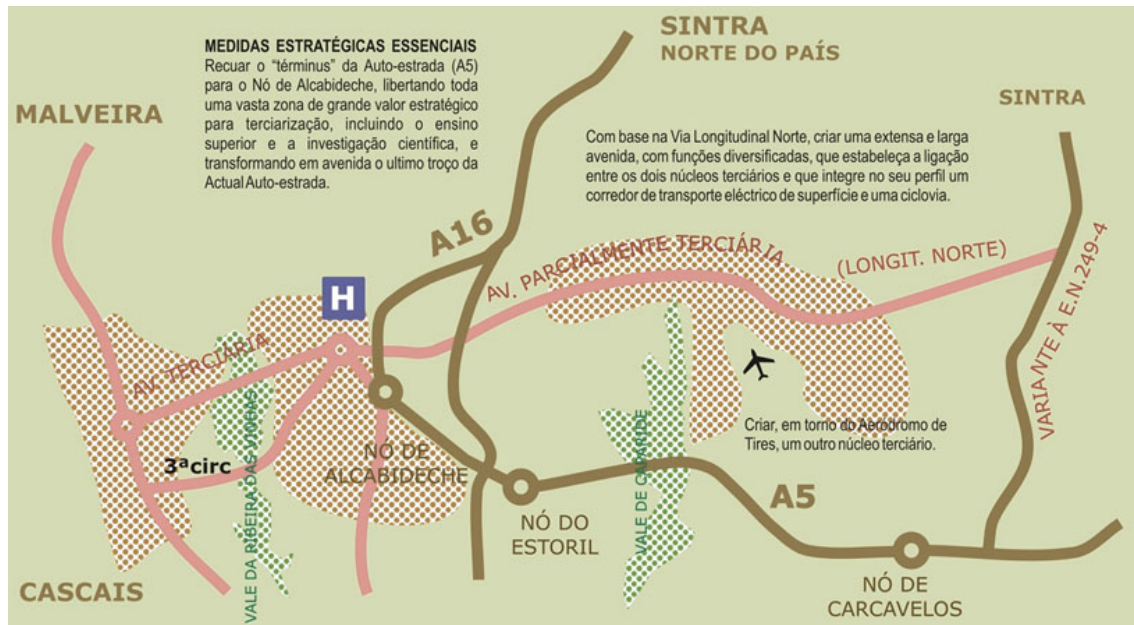 SINTRA
NORTE DO PAÍS
MEDIDAS ESTRATÉGICAS ESSENCIAIS
Recuar o “términus” da Auto-estrada (A5)
para o Nó de Alcabideche, libertando toda
uma vasta zona de grande valor estratégico
para terciarização, incluindo o ensino
superior e a investigação científica, e
transformando em avenida o ultimo troço da
Actual Auto-estrada.
MALVEIRA
SINTRA
Com base na Via Longitudinal Norte, criar uma extensa e larga
avenida, com funções diversificadas, que estabeleça a ligação
entre os dois núcleos terciários e que integre no seu perfil um
corredor de transporte eléctrico de superfície e uma ciclovia.
A16
AV. PARCIALMENTE TERCIÁRIA
(LONGIT. NORTE)
H
AV. TERCIÁRIA
VARIANTE À E.N.249-4
Criar, em torno do Aeródromo de
Tires, um outro núcleo terciário.
3ªcirc
NÓ DE
ALCABIDECHE
VALE DA RIBEIRA DAS VINHAS
VALE DE CAPARIDE
A5
NÓ DO
ESTORIL
CASCAIS
NÓ DE
CARCAVELOS